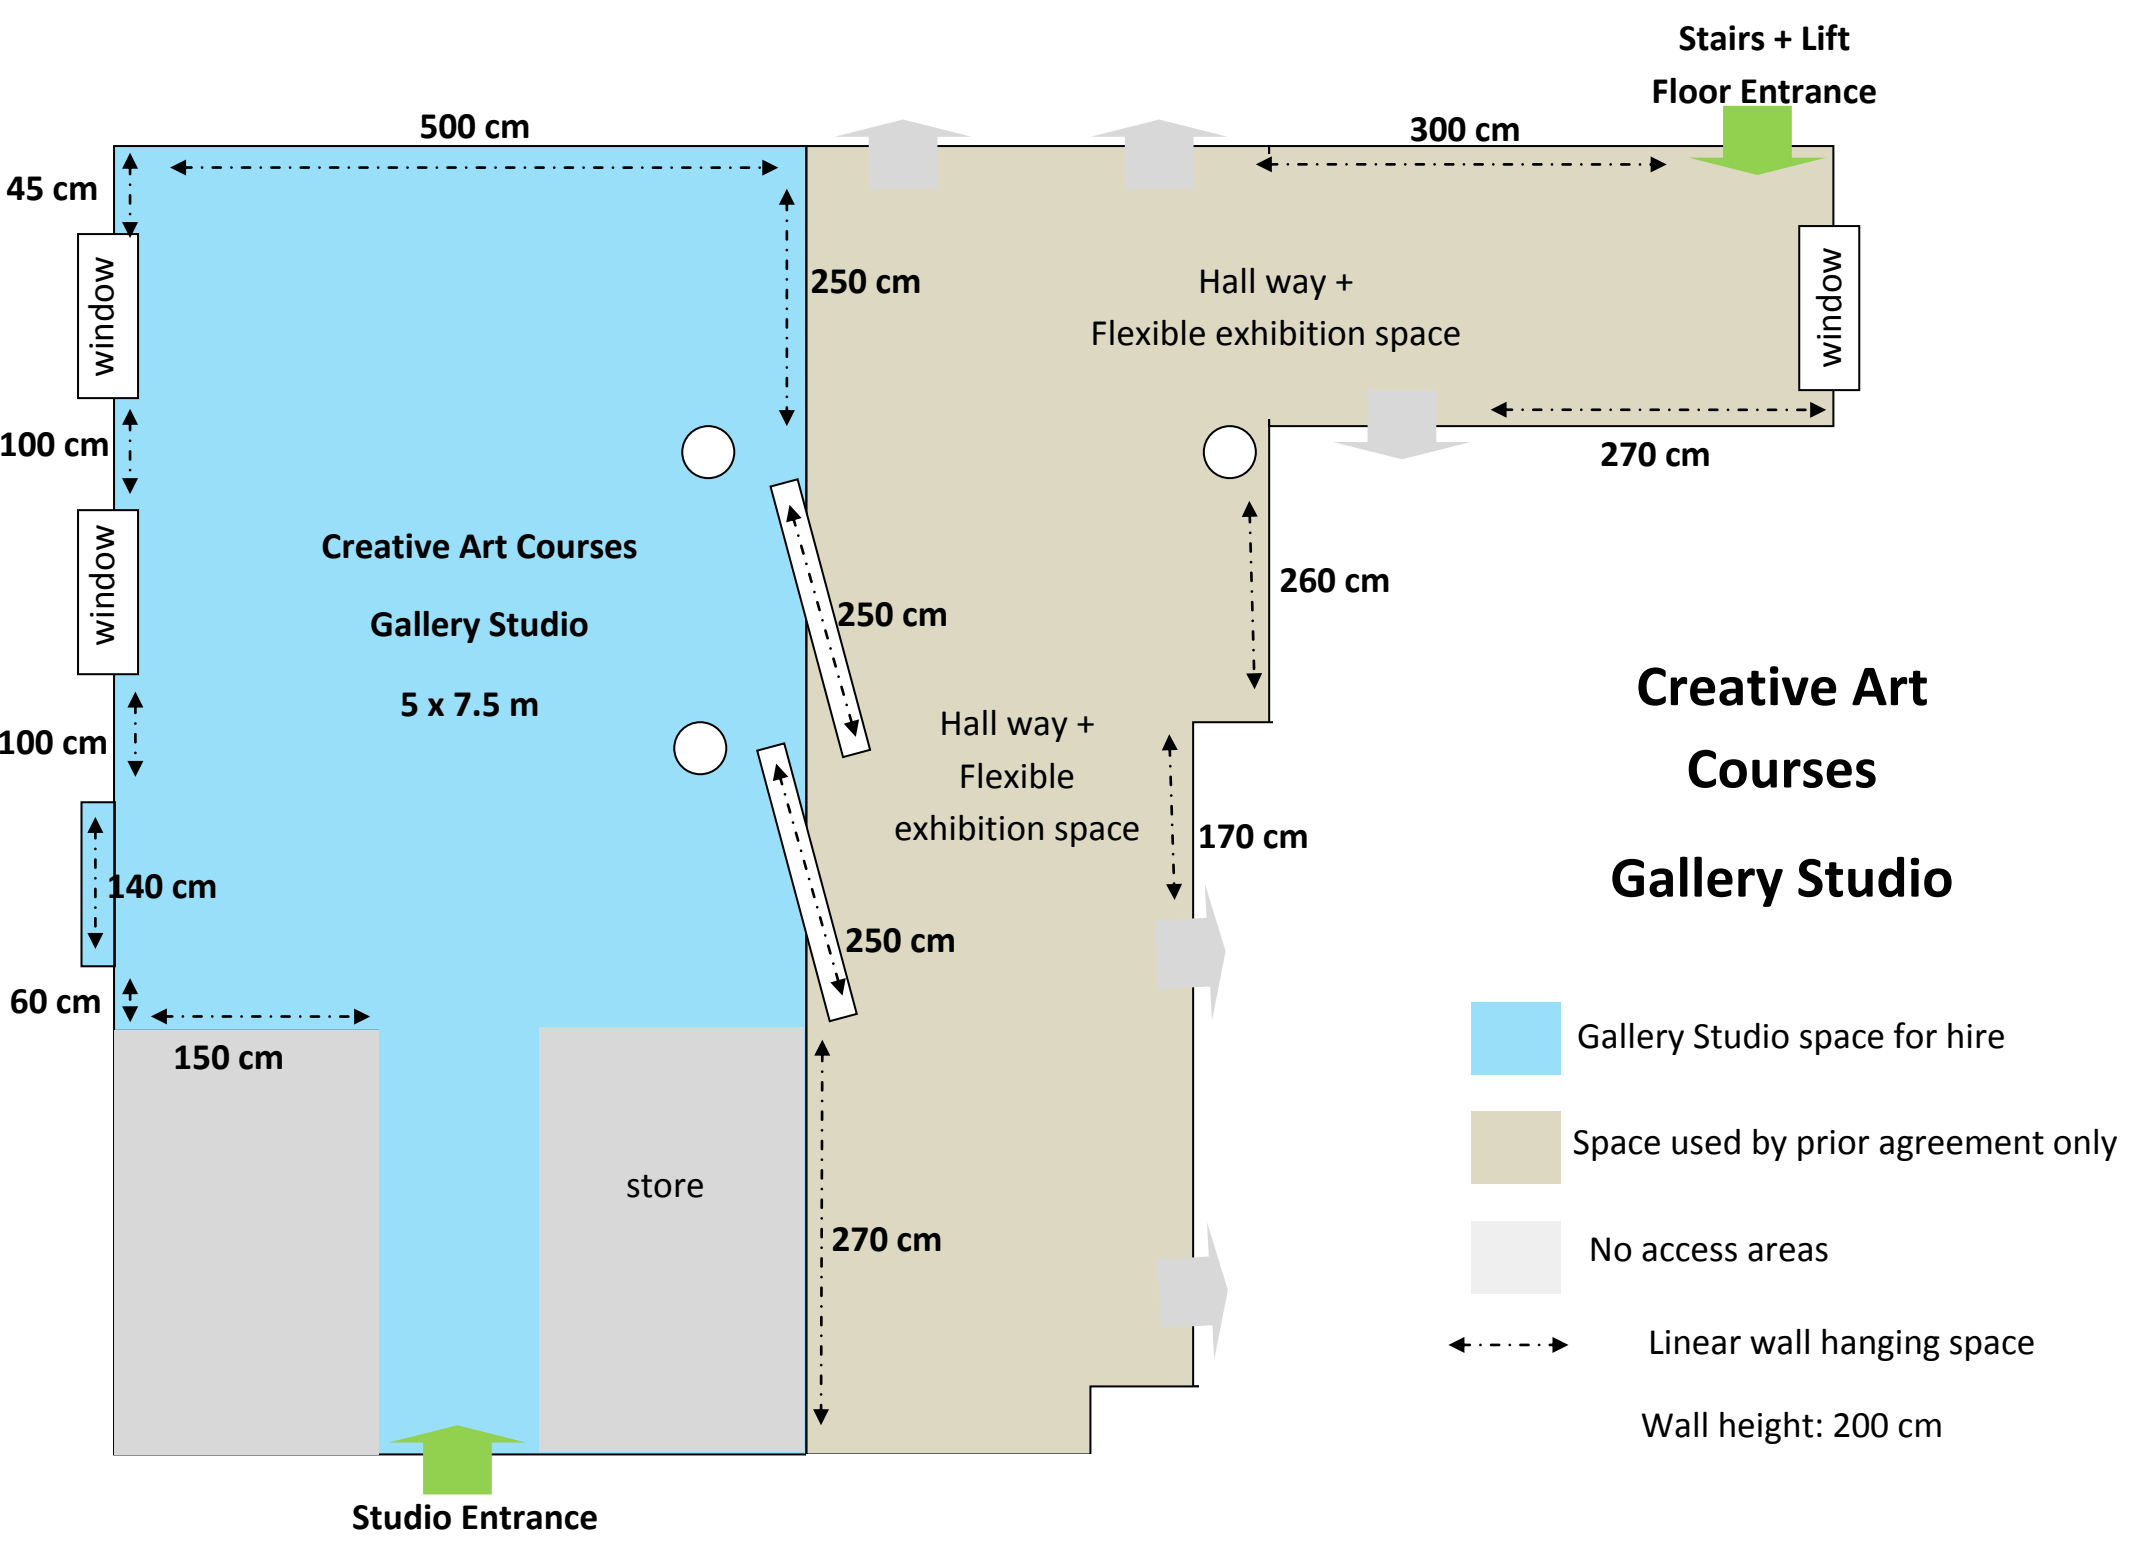 Stairs + Lift
Floor Entrance
500 cm
300 cm
45 cm
window
250 cm
Hall way +
Flexible exhibition space
window
100 cm
270 cm
window
Creative Art Courses
Gallery Studio
5 x 7.5 m
250 cm
260 cm
100 cm
Hall way +
Flexible
exhibition space
170 cm
140 cm
250 cm
60 cm
150 cm
store
270 cm
Studio Entrance
Creative Art
Courses
Gallery Studio
Gallery Studio space for hire
Space used by prior agreement only
No access areas
Linear wall hanging space
Wall height: 200 cm